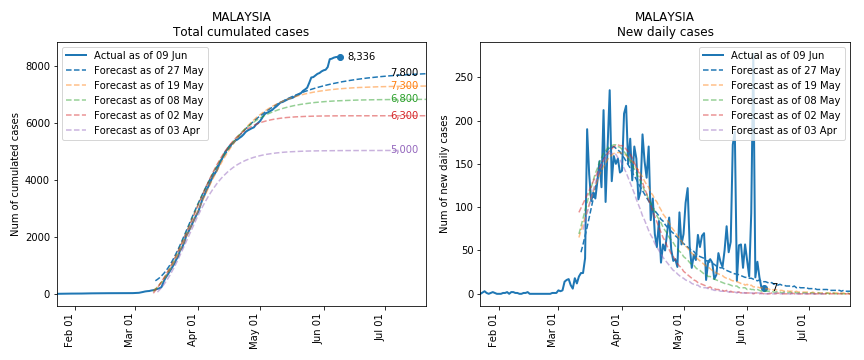 MALAYSIA
Total cumulated cases
Num of cumulated cases
8000
6000
4000
2000
0
Actual as of 09 Jun
Forecast as of 27 May
Forecast as of 19 May
Forecast as of 08 May
Forecast as of 02 May
Forecast as of 03 Apr
8,336
7,800
7,300
6,800
6,300
5,000
Feb 01
Mar 01
Apr 01
May 01
Jun 01
Jul 01
MALAYSIA
New daily cases
Num of new daily cases
250
200
150
100
50
0
Actual as of 09 Jun
Forecast as of 27 May
Forecast as of 19 May
Forecast as of 08 May
Forecast as of 02 May
Forecast as of 03 Apr
7
Feb 01
Mar 01
Apr 01
May 01
Jun 01
Jul 01